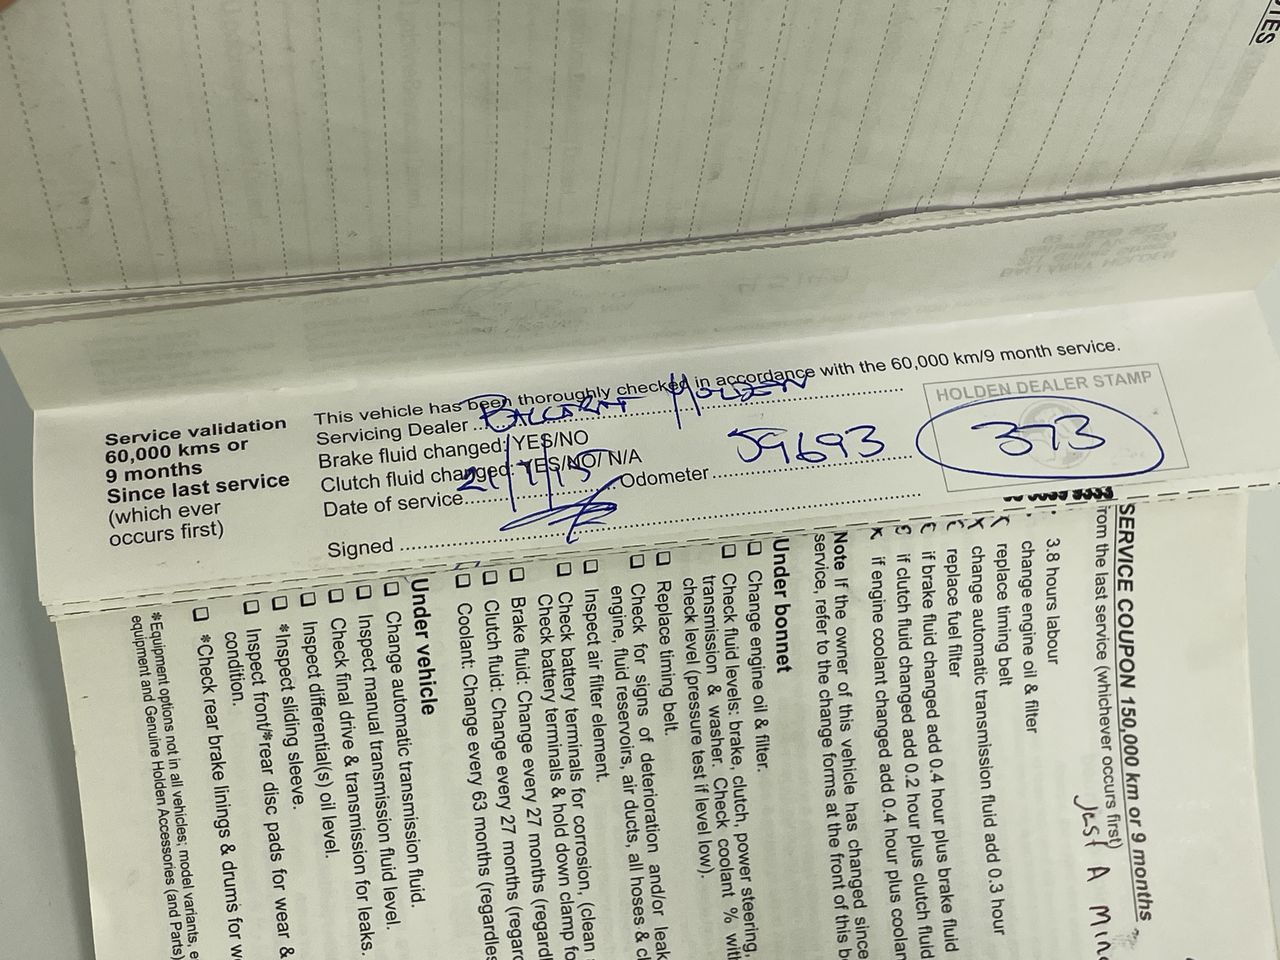 Service validation
60,000 kms or
9 months
Since last service
(which ever
occurs first)
This vehicle has been thoroughly checked in accordance with the 60,000 km/9 month service.
Servicing Dealer BALLARAT HOLDEN
Brake fluid changed: YES/NO
Clutch fluid changed: YES/NO/ N/A
Date of service Odometer 59693
Signed
HOLDEN DEALER STAMP
373
SERVICE COUPON 150,000 km or 9 months
from the last service (whichever occurs first)
JUST A
3.8 hours labour
change engine oil & filter
replace timing belt
change automatic transmission fluid add 0.3 hour
replace fuel filter
if brake fluid changed add 0.4 hour plus brake fluid
if clutch fluid changed add 0.2 hour plus clutch fluid
if engine coolant changed add 0.4 hour plus
Note If the owner of this vehicle has changed since
service, refer to the change forms at the front of this
Under bonnet
Change engine oil & filter.
Check fluid levels: brake, clutch, power steering,
transmission & washer. Check coolant %
check level (pressure test if level low).
Replace timing belt.
Check for signs of deterioration and/or
engine, fluid reservoirs, air ducts, all hoses &
Inspect air filter element.
Check battery terminals for corrosion, (clean
Check battery terminals & hold down clamp
Brake fluid: Change every 27 months
Clutch fluid: Change every 27 months
Coolant: Change every 63 months (regardles
Under vehicle
Change automatic transmission fluid.
Inspect manual transmission fluid level.
Check final drive & transmission for leaks.
Inspect differential(s) oil level.
*Inspect sliding sleeve.
Inspect front/*rear disc pads for wear &
condition.
*Check rear brake linings & drums for
*Equipment options not in all vehicles; model variants,
equipment and Genuine Holden Accessories (and Parts)